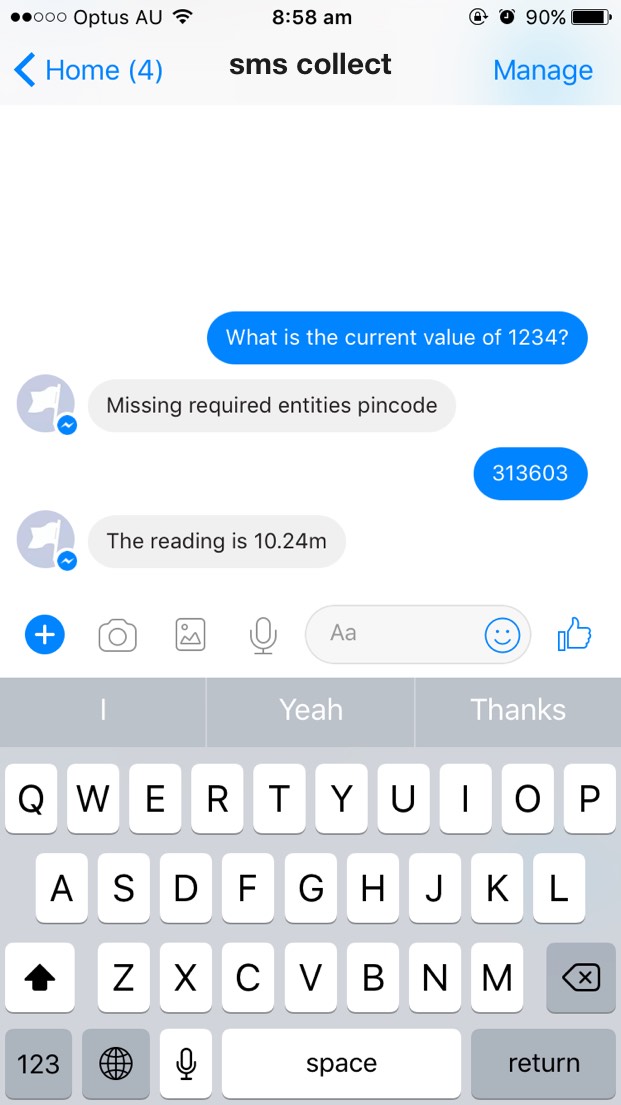 Optus AU 8:58 am 90%
Home (4) sms collect Manage
What is the current value of 1234?
Missing required entities pincode
313603
The reading is 10.24m
Aa
I Yeah Thanks
Q W E R T Y U I O P
A S D F G H J K L
Z X C V B N M
123 space return